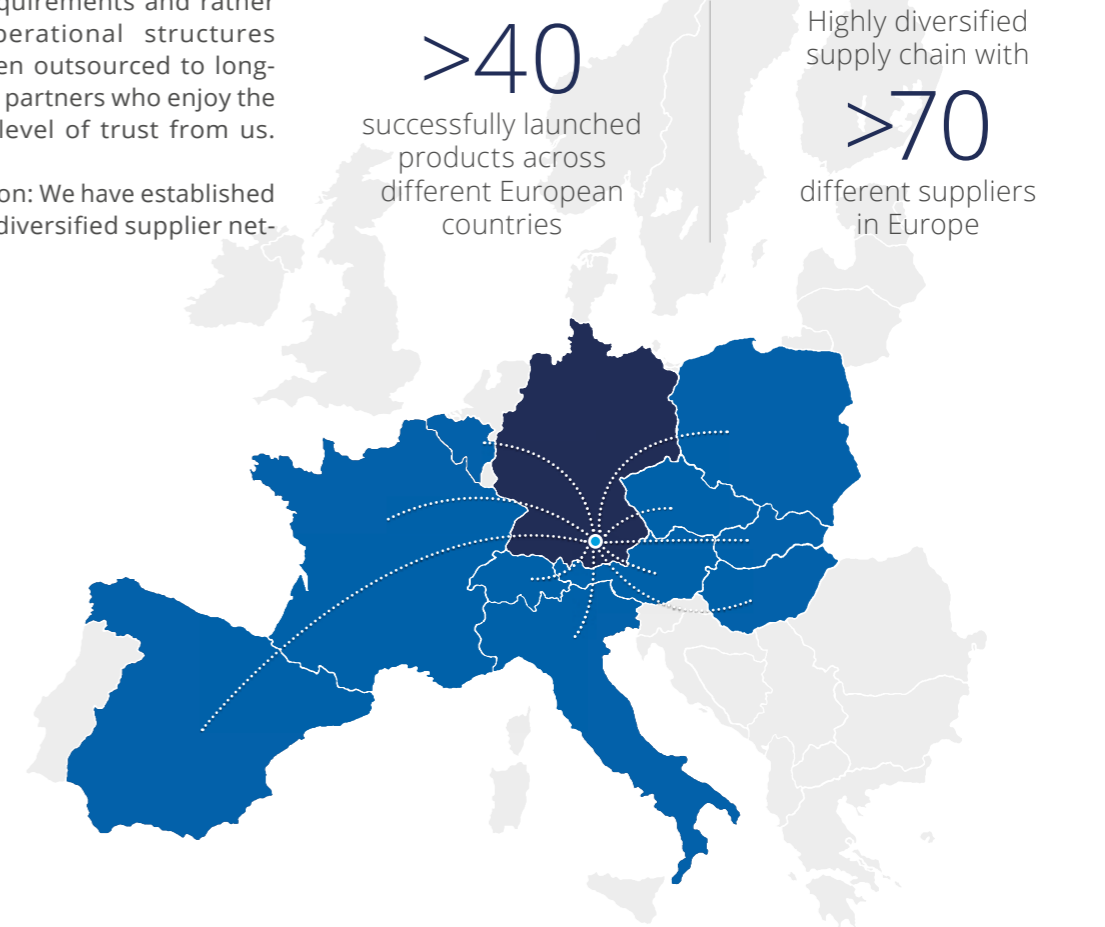 quirements and rather
perational structures
en outsourced to long-
partners who enjoy the
level of trust from us.
on: We have established
diversified supplier net-
>40
successfully launched
products across
different European
countries
Highly diversified
supply chain with
>70
different suppliers
in Europe